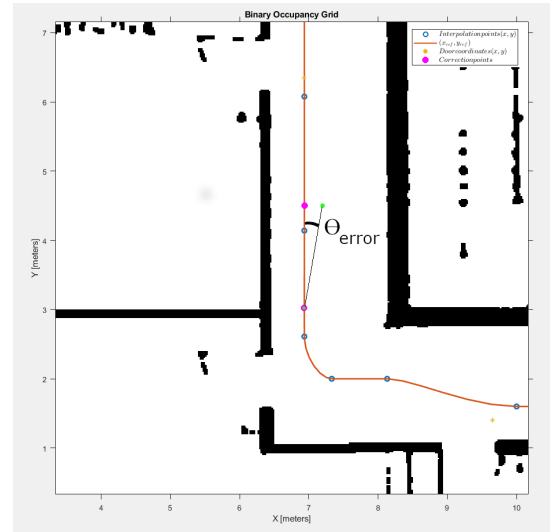 Binary Occupancy Grid
Interpolationpoints(x, y)
(x_ref, y_ref)
Doorcoordinates(x, y)
Correctionpoints
7
6
5
4
3
2
1
Y [meters]
Θerror
4
5
6
7
8
9
10
X [meters]